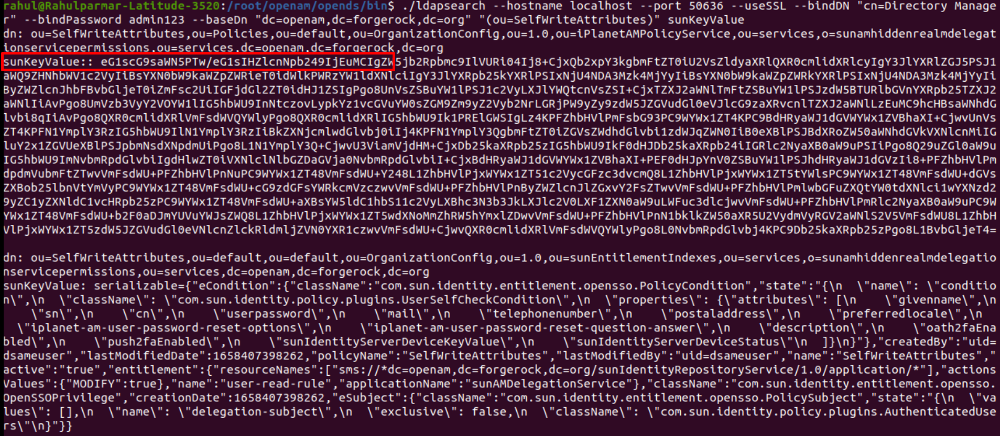 rahul@Rahulparmar-Latitude-3520:/root/openam/opends/bin$ ./ldapsearch --hostname localhost --port 50636 --useSSL --bindDN "cn=Directory Manage
r" --bindPassword admin123 --baseDn "dc=openam,dc=forgerock,dc=org" "(ou=SelfWriteAttributes)" sunKeyValue
dn: ou=SelfWriteAttributes,ou=Policies,ou=default,ou=OrganizationConfig,ou=1.0,ou=iPlanetAMPolicyService,ou=services,o=sunamhiddenrealmdelegat
ionservicepermissions,ou=services,dc=openam,dc=forgerock,dc=org
sunKeyValue:: eG1scG9saWN5PTw/eG1sIHZlcnNpb249IjEuMCIgZW5jb2Rpbmc9IlVURi04Ij8+CjxQb2xpY3kgbmFtZT0iU2VsZldyaXRlQXR0cmlidXRlcyIgY3JlYXRlZGJ5PSJ1
aWQ9ZHNhbWV1c2VyIiBsYXN0bW9kaWZpZWRieT0idWlkPWRzYW1ldXNlciIgY3JlYXRpb25kYXRlPSIxNjU4NDA3Mzk4MjYyIiBsYXN0bW9kaWZpZWRkYXRlPSIxNjU4NDA3Mzk4MjYyIi
ByZWZlcnJhbFBvbGljeT0iZmFsc2UiIGFjdGl2ZT0idHJ1ZSIgPgo8UnVsZSBuYW1lPSJ1c2VyLXJlYWQtcnVsZSI+CjxTZXJ2aWNlTmFtZSBuYW1lPSJzdW5BTURlbGVnYXRpb25TZXJ2
aWNlIiAvPgo8UmVzb3VyY2VOYW1lIG5hbWU9InNtczovLypkYz1vcGVuYW0sZGM9Zm9yZ2Vyb2NrLGRjPW9yZy9zdW5JZGVudGl0eVJlcG9zaXRvcnlTZXJ2aWNlLzEuMC9hcHBsaWNhdG
lvbi8qIiAvPgo8QXR0cmlidXRlVmFsdWVQYWlyPgo8QXR0cmlidXRlIG5hbWU9Ik1PRElGWSIgLz4KPFZhbHVlPmFsbG93PC9WYWx1ZT4KPC9BdHRyaWJ1dGVWYWx1ZVBhaXI+CjwvUnVs
ZT4KPFN1YmplY3RzIG5hbWU9IlN1YmplY3RzIiBkZXNjcmlwdGlvbj0iIj4KPFN1YmplY3QgbmFtZT0iZGVsZWdhdGlvbi1zdWJqZWN0IiB0eXBlPSJBdXRoZW50aWNhdGVkVXNlcnMiIG
luY2x1ZGVUeXBlPSJpbmNsdXNpdmUiPgo8L1N1YmplY3Q+CjwvU3ViamVjdHM+CjxDb25kaXRpb25zIG5hbWU9IkF0dHJDb25kaXRpb24iIGRlc2NyaXB0aW9uPSIiPgo8Q29uZGl0aW9u
IG5hbWU9ImNvbmRpdGlvbiIgdHlwZT0iVXNlclNlbGZDaGVja0NvbmRpdGlvbiI+CjxBdHRyaWJ1dGVWYWx1ZVBhaXI+PEF0dHJpYnV0ZSBuYW1lPSJhdHRyaWJ1dGVzIi8+PFZhbHVlPm
dpdmVubmFtZTwvVmFsdWU+PFZhbHVlPnNuPC9WYWx1ZT48VmFsdWU+Y248L1ZhbHVlPjxWYWx1ZT51c2VycGFzc3dvcmQ8L1ZhbHVlPjxWYWx1ZT5tYWlsPC9WYWx1ZT48VmFsdWU+dGVs
ZXBob25lbnVtYmVyPC9WYWx1ZT48VmFsdWU+cG9zdGFsYWRkcmVzczwvVmFsdWU+PFZhbHVlPnByZWZlcnJlZGxvY2FsZTwvVmFsdWU+PFZhbHVlPmlwbGFuZXQtYW0tdXNlci1wYXNzd2
9yZC1yZXNldC1vcHRpb25zPC9WYWx1ZT48VmFsdWU+aXBsYW5ldC1hbS11c2VyLXBhc3N3b3JkLXJlc2V0LXF1ZXN0aW9uLWFuc3dlcjwvVmFsdWU+PFZhbHVlPmRlc2NyaXB0aW9uPC9W
YWx1ZT48VmFsdWU+b2F0aDJmYUVuYWJsZWQ8L1ZhbHVlPjxWYWx1ZT5wdXNoMmZhRW5hYmxlZDwvVmFsdWU+PFZhbHVlPnN1bklkZW50aXR5U2VydmVyRGV2aWNlS2V5VmFsdWU8L1ZhbH
VlPjxWYWx1ZT5zdW5JZGVudGl0eVNlcnZlckRldmljZVN0YXR1czwvVmFsdWU+CjwvQXR0cmlidXRlVmFsdWVQYWlyPgo8L0NvbmRpdGlvbj4KPC9Db25kaXRpb25zPgo8L1BvbGljeT4=
dn: ou=SelfWriteAttributes,ou=default,ou=default,ou=OrganizationConfig,ou=1.0,ou=sunEntitlementIndexes,ou=services,o=sunamhiddenrealmdelegatio
nservicepermissions,ou=services,dc=openam,dc=forgerock,dc=org
sunKeyValue: serializable={"eCondition":{"className":"com.sun.identity.entitlement.opensso.PolicyCondition","state":"{\n  \"name\": \"conditio
n\",\n  \"className\": \"com.sun.identity.policy.plugins.UserSelfCheckCondition\",\n  \"properties\": {\"attributes\": [\n    \"givenname\",\n
    \"sn\",\n    \"cn\",\n    \"userpassword\",\n    \"mail\",\n    \"telephonenumber\",\n    \"postaladdress\",\n    \"preferredlocale\",\n
  \"iplanet-am-user-password-reset-options\",\n    \"iplanet-am-user-password-reset-question-answer\",\n    \"description\",\n    \"oath2faEna
bled\",\n    \"push2faEnabled\",\n    \"sunIdentityServerDeviceKeyValue\",\n    \"sunIdentityServerDeviceStatus\"\n  ]}\n}"},"createdBy":"uid=
dsameuser","lastModifiedDate":1658407398262,"policyName":"SelfWriteAttributes","lastModifiedBy":"uid=dsameuser","name":"SelfWriteAttributes","
active":"true","entitlement":{"resourceNames":["sms://*dc=openam,dc=forgerock,dc=org/sunIdentityRepositoryService/1.0/application/*"],"actions
Values":{"MODIFY":true},"name":"user-read-rule","applicationName":"sunAMDelegationService"},"className":"com.sun.identity.entitlement.opensso.
OpenSSOPrivilege","creationDate":1658407398262,"eSubject":{"className":"com.sun.identity.entitlement.opensso.PolicySubject","state":"{\n  \"va
lues\": [],\n  \"name\": \"delegation-subject\",\n  \"exclusive\": false,\n  \"className\": \"com.sun.identity.policy.plugins.AuthenticatedUse
rs\"\n}"}}